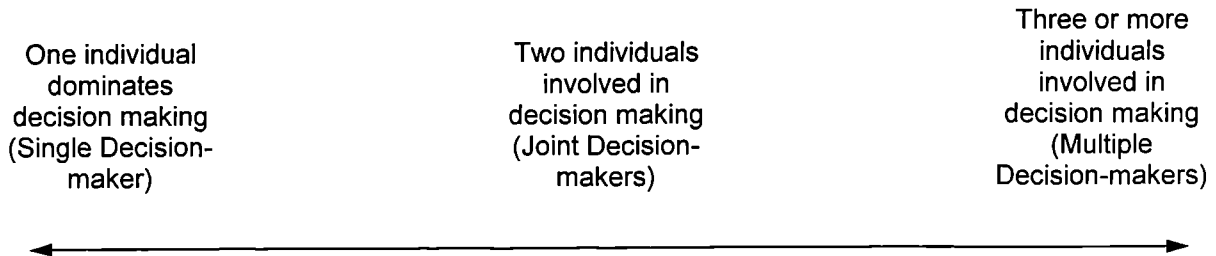 One individual
dominates
decision making
(Single Decision-
maker)
Two individuals
involved in
decision making
(Joint Decision-
makers)
Three or more
individuals
involved in
decision making
(Multiple
Decision-makers)